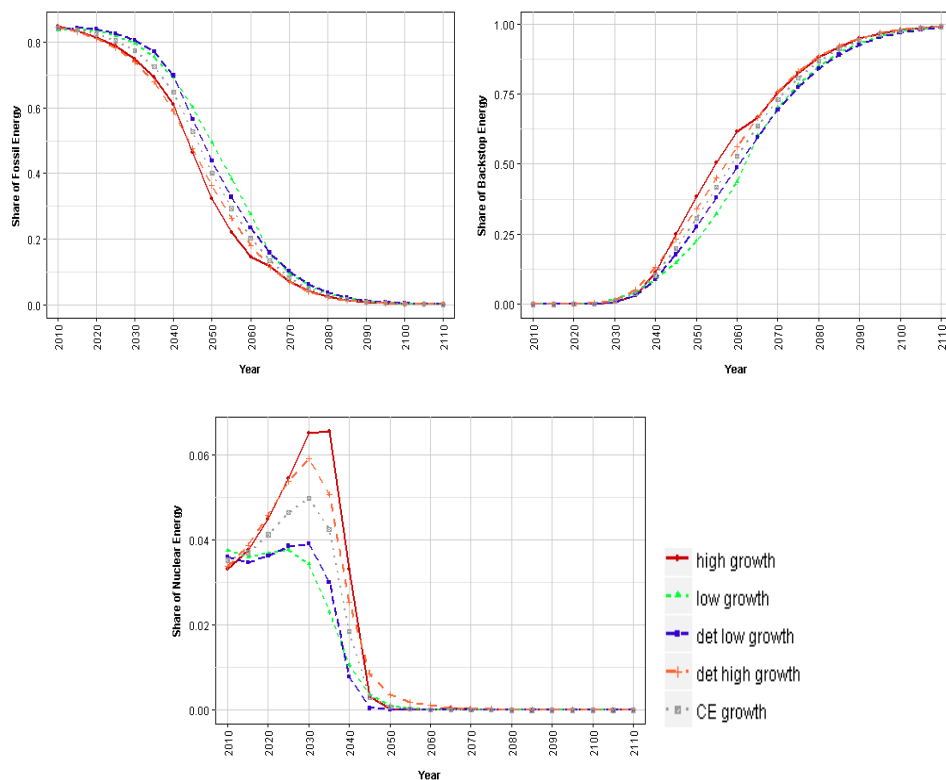 Share of Fossil Energy
0.8
0.6
0.4
0.2
0.0
2010 2020 2030 2040 2050 2060 2070 2080 2090 2100 2110
Year
Share of Backstop Energy
1.00
0.75
0.50
0.25
0.00
2010 2020 2030 2040 2050 2060 2070 2080 2090 2100 2110
Year
Share of Nuclear Energy
0.06
0.04
0.02
0.00
2010 2020 2030 2040 2050 2060 2070 2080 2090 2100 2110
Year
high growth
low growth
det low growth
det high growth
CE growth